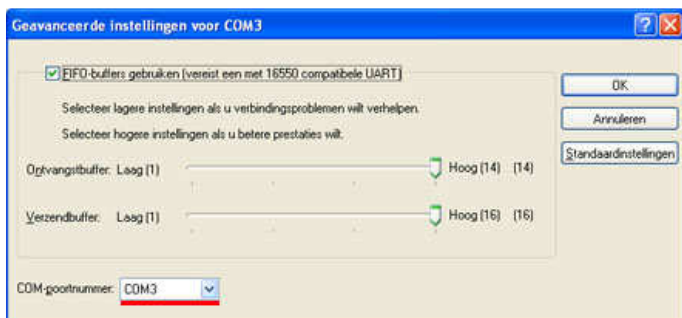 Geavanceerde instellingen voor COM3
FIFO-buffers gebruiken (vereist een met 16550 compatibele UART)
Selecteer lagere instellingen als u verbindingsproblemen wilt verhelpen.
Selecteer hogere instellingen als u betere prestaties wilt.
Ontvangstbuffer: Laag (1) Hoog (14) (14)
Verzendbuffer: Laag (1) Hoog (16) (16)
COM-poortnummer: COM3
OK
Annuleren
Standaardinstellingen